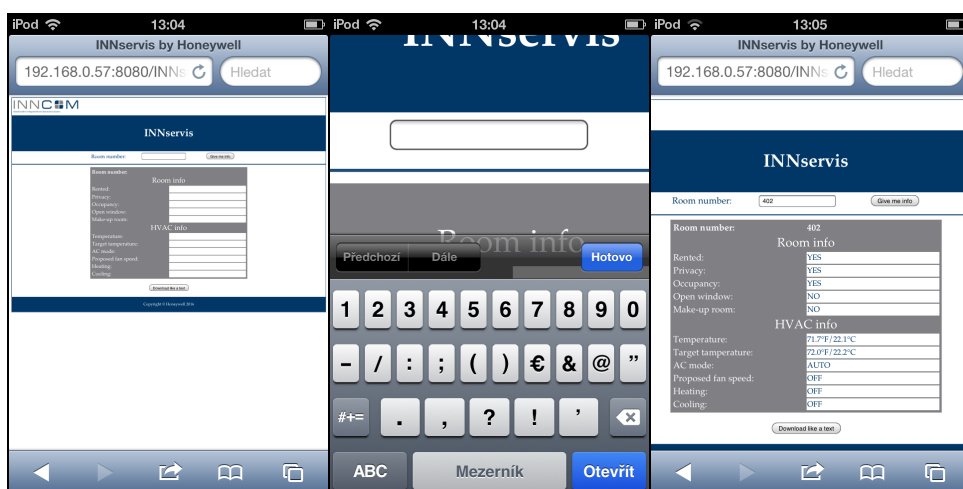 iPod 13:04
INNservis by Honeywell
192.168.0.57:8080/INNs Hledat
INNCOM
INNservis
Room number: Give me info
Room number:
Room info
Rented:
Privacy:
Occupancy:
Open window:
Make-up room:
HVAC info
Temperature:
Target tamperature:
AC mode:
Proposed fan speed:
Heating:
Cooling:
Download like a text
Copyright © Honeywell 2016
iPod 13:04
INNservis
Room info
Předchozí Dále Hotovo
1 2 3 4 5 6 7 8 9 0
- / : ; ( ) € & @ "
#+= . , ? ! '
ABC Mezerník Otevřít
iPod 13:05
INNservis by Honeywell
192.168.0.57:8080/INNs Hledat
INNservis
Room number: 402 Give me info
Room number: 402
Room info
Rented: YES
Privacy: YES
Occupancy: YES
Open window: NO
Make-up room: NO
HVAC info
Temperature: 71.7°F/22.1°C
Target tamperature: 72.0°F/22.2°C
AC mode: AUTO
Proposed fan speed: OFF
Heating: OFF
Cooling: OFF
Download like a text